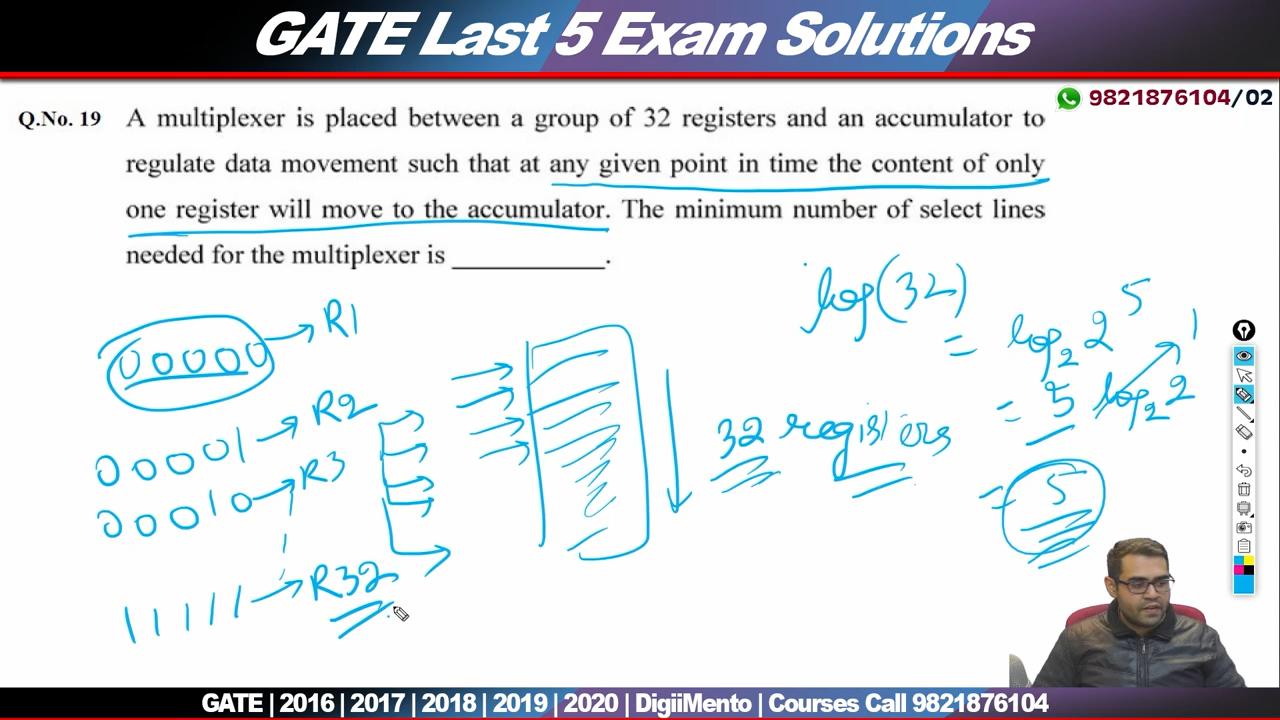 GATE Last 5 Exam Solutions
9821876104/02
Q.No. 19 A multiplexer is placed between a group of 32 registers and an accumulator to
regulate data movement such that at any given point in time the content of only
one register will move to the accumulator. The minimum number of select lines
needed for the multiplexer is ____________.
log(32)
= log₂ 2⁵
= 5 log₂ 2 1
= 5
00000 → R1
00001 → R2
00010 → R3
11111 → R32
32 registers
GATE | 2016 | 2017 | 2018 | 2019 | 2020 | DigiiMento | Courses Call 9821876104